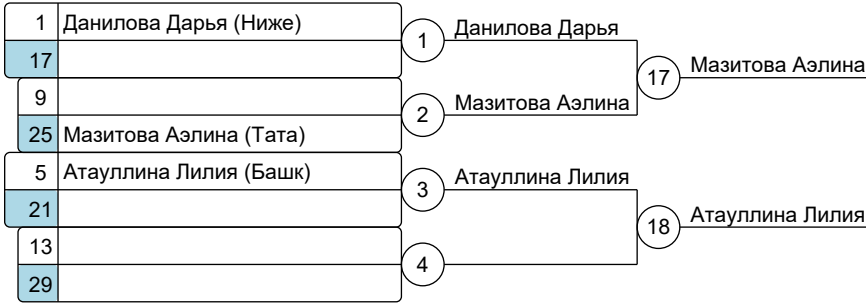 1 Данилова Дарья (Ниже)
17
9
25 Мазитова Аэлина (Тата)
5 Атауллина Лилия (Башк)
21
13
29
1 Данилова Дарья
2 Мазитова Аэлина
3 Атауллина Лилия
4
17 Мазитова Аэлина
18 Атауллина Лилия